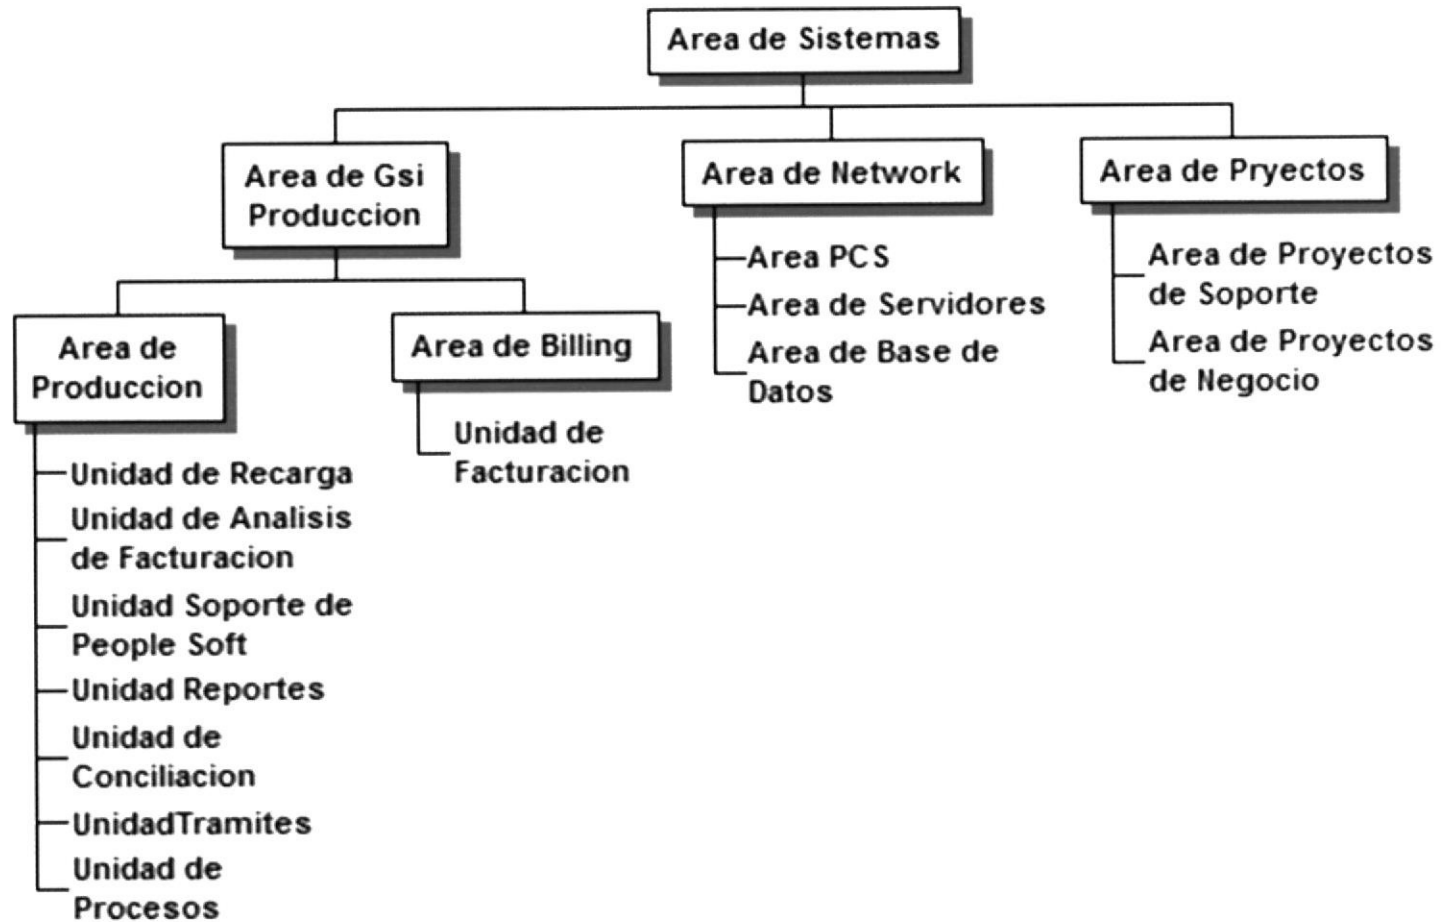 Area de Sistemas
Area de Gsi
Produccion
Area de Network
Area de Pryectos
Area de
Produccion
Area de Billing
Area PCS
Area de Servidores
Area de Base de
Datos
Area de Proyectos
de Soporte
Area de Proyectos
de Negocio
Unidad de Recarga
Unidad de Analisis
de Facturacion
Unidad Soporte de
People Soft
Unidad Reportes
Unidad de
Conciliacion
UnidadTramites
Unidad de
Procesos
Unidad de
Facturacion